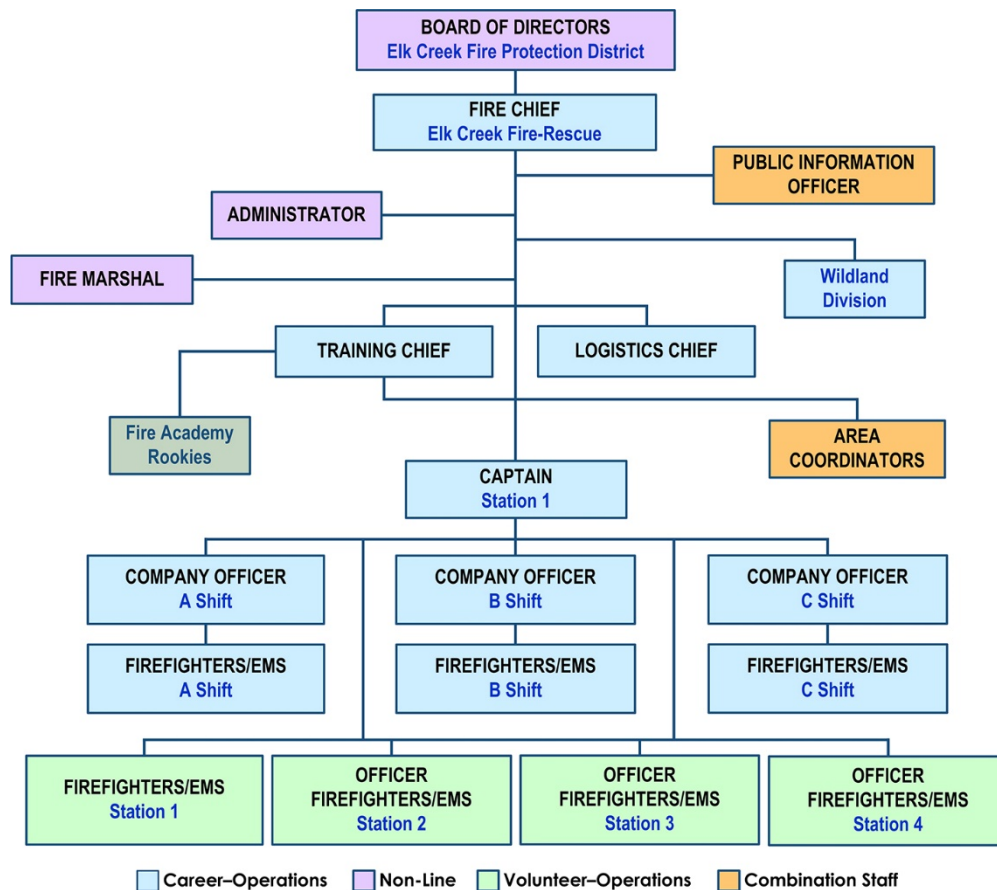 BOARD OF DIRECTORS
Elk Creek Fire Protection District
FIRE CHIEF
Elk Creek Fire-Rescue
PUBLIC INFORMATION
OFFICER
ADMINISTRATOR
FIRE MARSHAL
Wildland
Division
TRAINING CHIEF
LOGISTICS CHIEF
Fire Academy
Rookies
AREA
COORDINATORS
CAPTAIN
Station 1
COMPANY OFFICER
A Shift
COMPANY OFFICER
B Shift
COMPANY OFFICER
C Shift
FIREFIGHTERS/EMS
A Shift
FIREFIGHTERS/EMS
B Shift
FIREFIGHTERS/EMS
C Shift
FIREFIGHTERS/EMS
Station 1
OFFICER
FIREFIGHTERS/EMS
Station 2
OFFICER
FIREFIGHTERS/EMS
Station 3
OFFICER
FIREFIGHTERS/EMS
Station 4
Career–Operations
Non-Line
Volunteer–Operations
Combination Staff